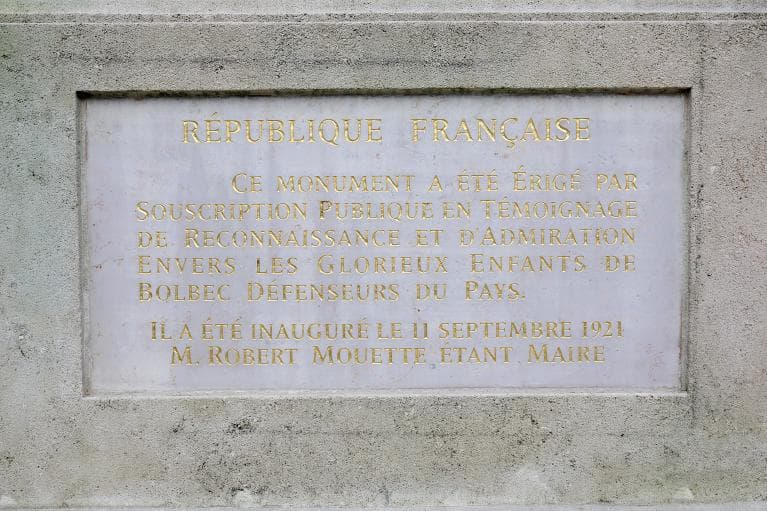 RÉPUBLIQUE FRANÇAISE
CE MONUMENT A ÉTÉ ÉRIGÉ PAR
SOUSCRIPTION PUBLIQUE EN TÉMOIGNAGE
DE RECONNAISSANCE ET D'ADMIRATION
ENVERS LES GLORIEUX ENFANTS DE
BOLBEC DÉFENSEURS DU PAYS.
IL A ÉTÉ INAUGURÉ LE 11 SEPTEMBRE 1921
M. ROBERT MOUETTE ÉTANT MAIRE